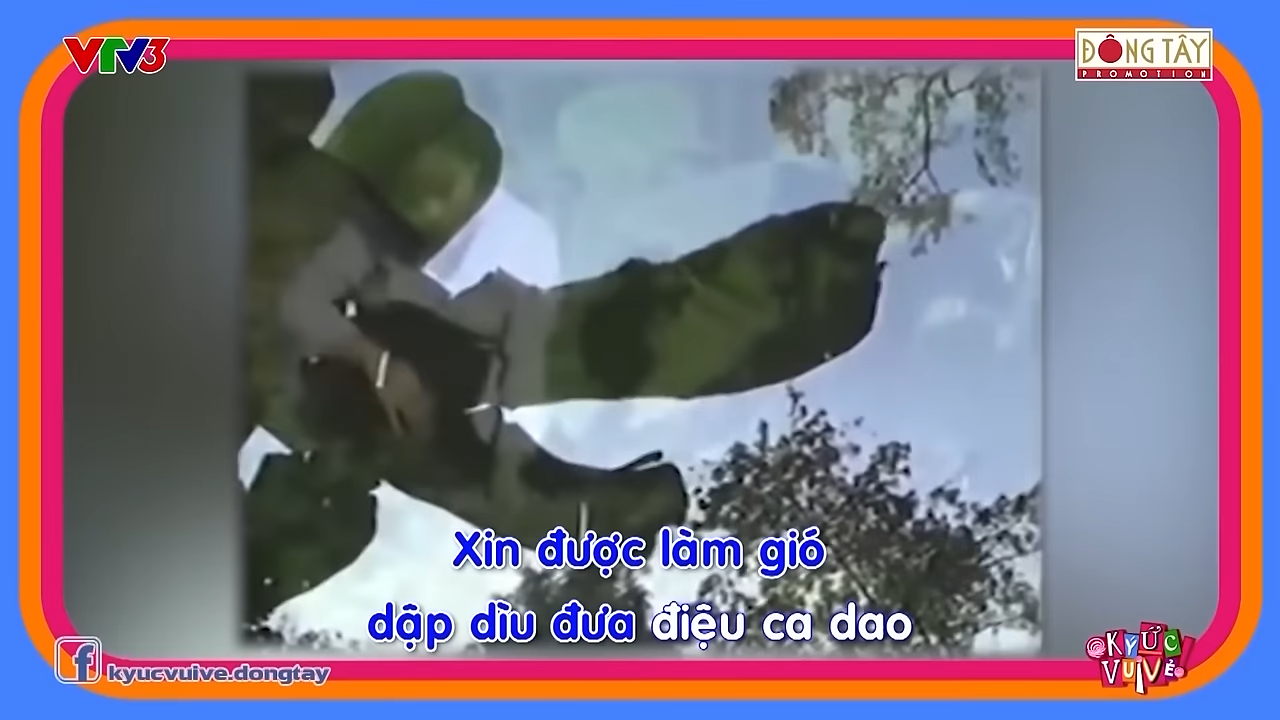 VTV3
ĐÔNG TÂY
PROMOTION
Xin được làm gió
dập dìu đưa điệu ca dao
kyucvuive.dongtay
KÝ ỨC
VUI VẺ